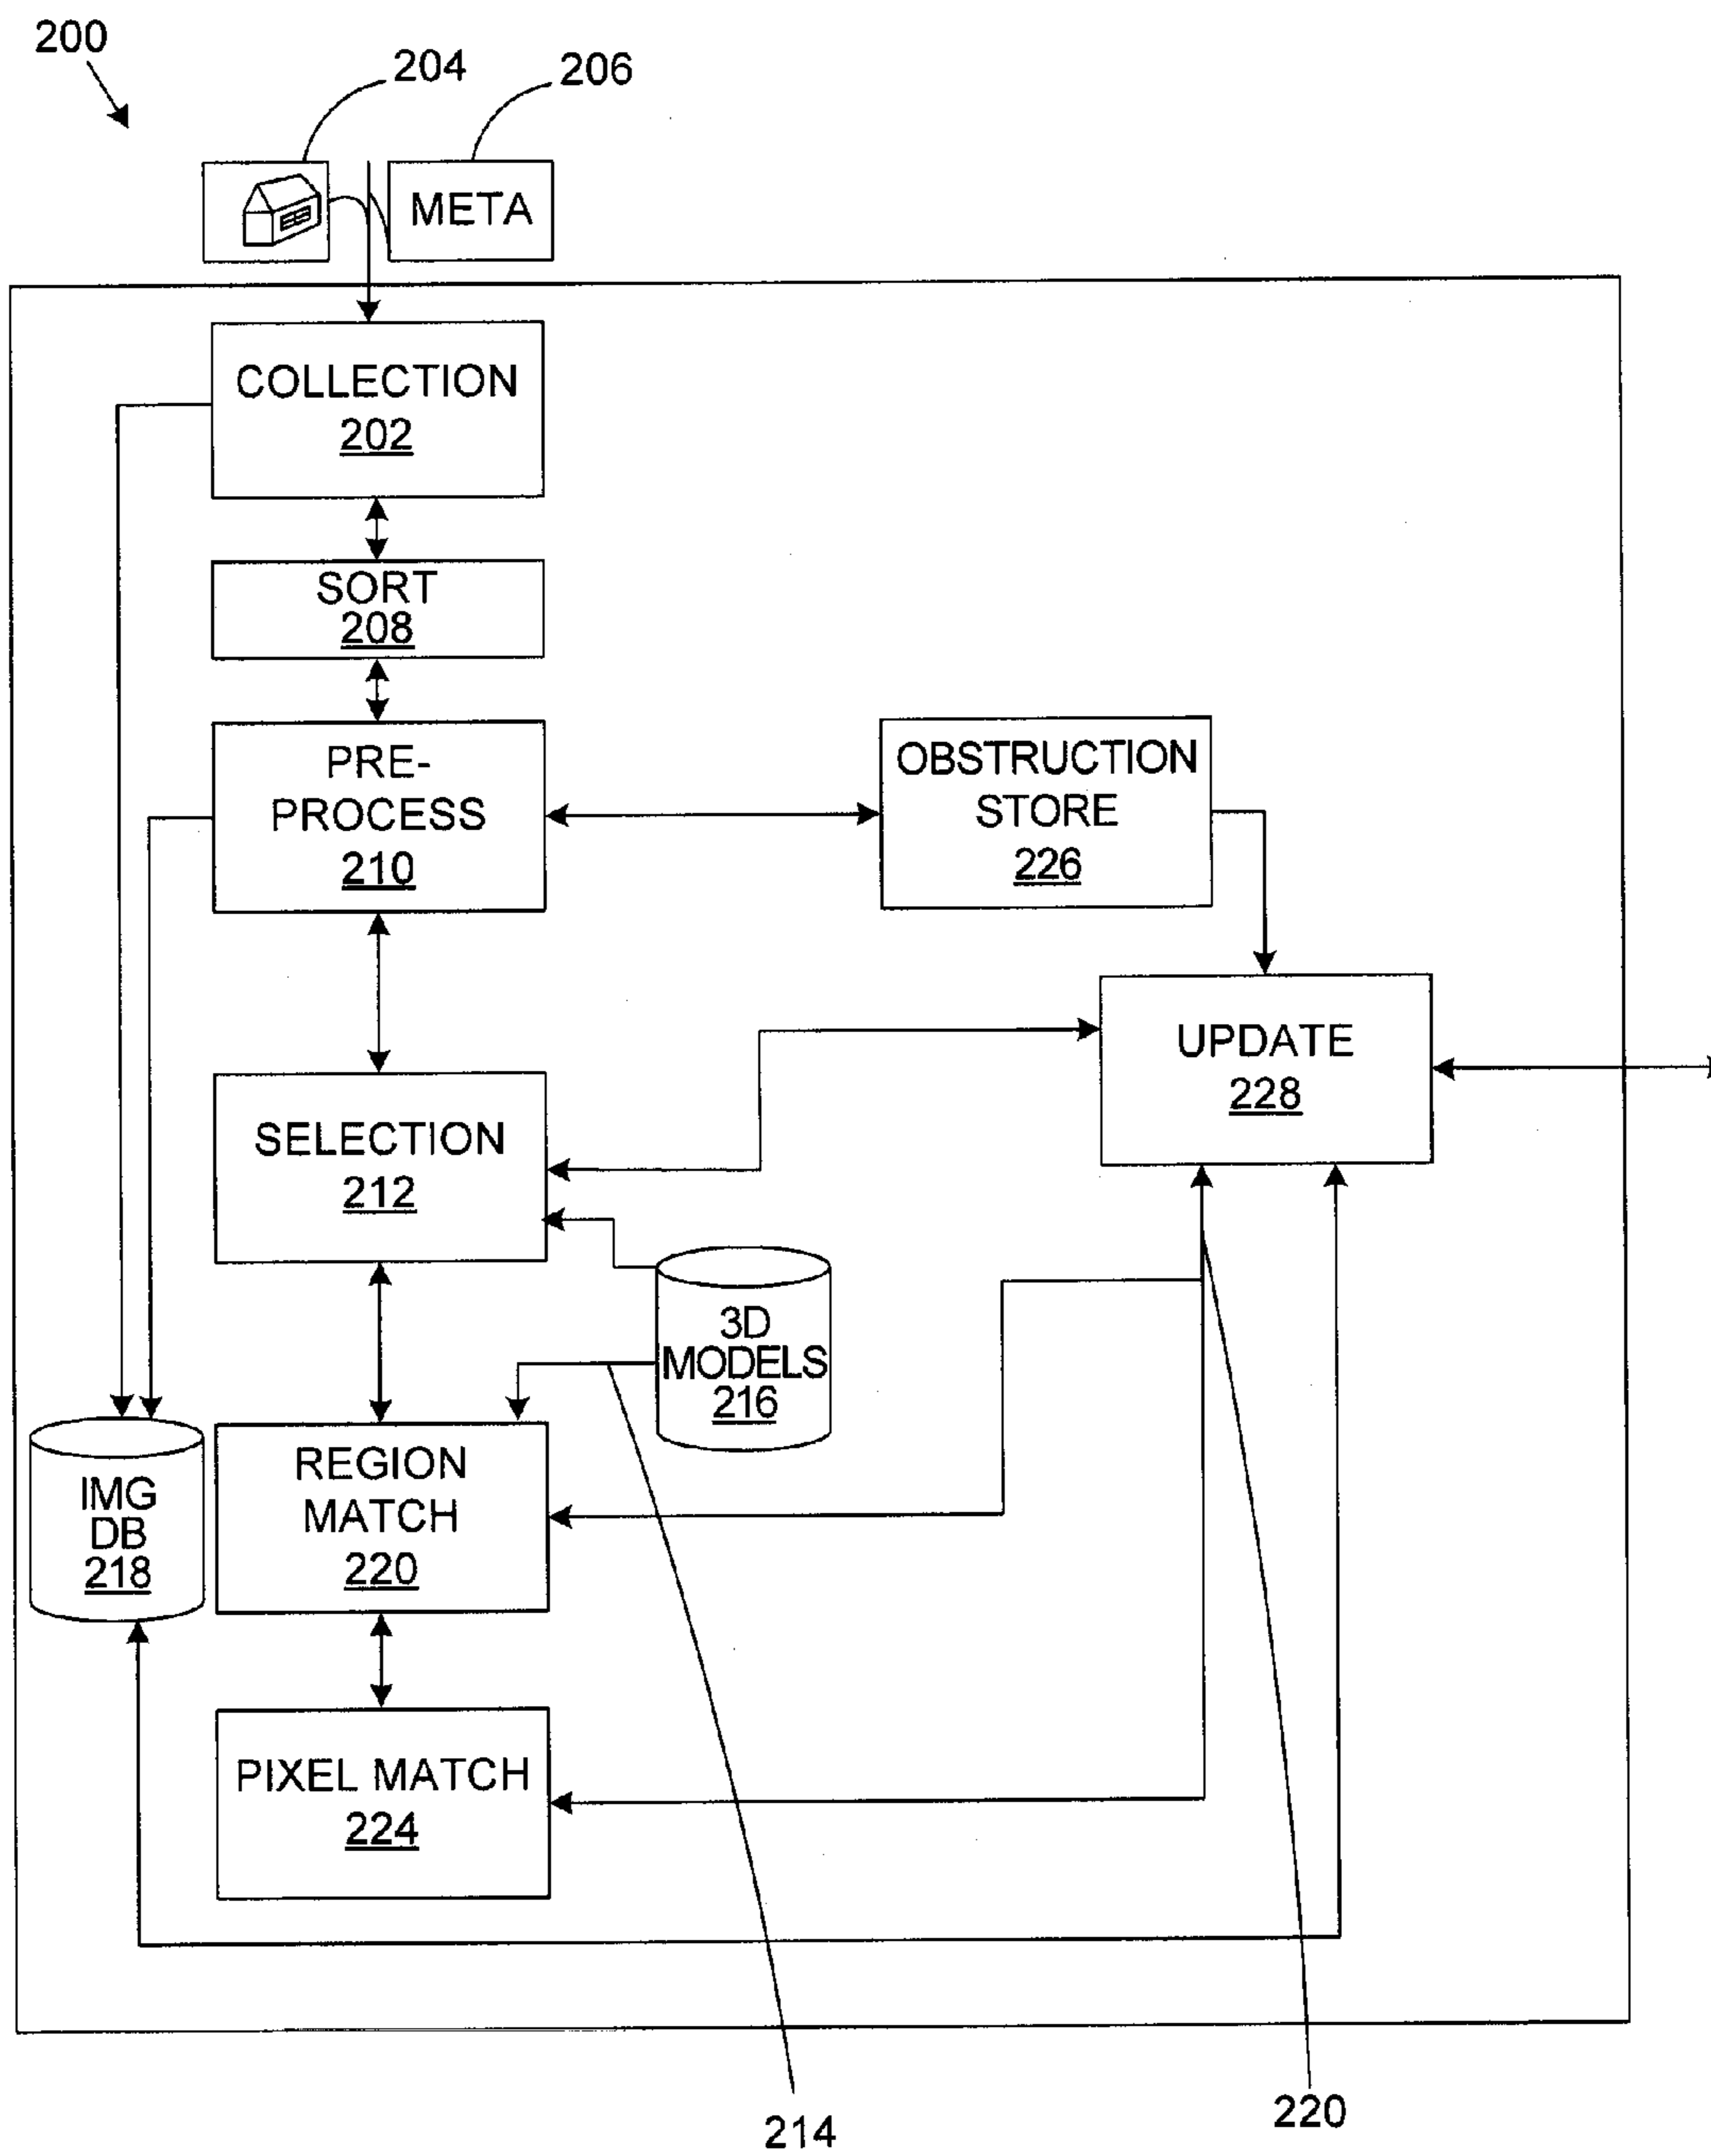 200
204
206
META
COLLECTION
202
SORT
208
PRE-
PROCESS
210
OBSTRUCTION
STORE
226
UPDATE
228
SELECTION
212
3D
MODELS
216
REGION
MATCH
220
IMG
DB
218
PIXEL MATCH
224
214
220